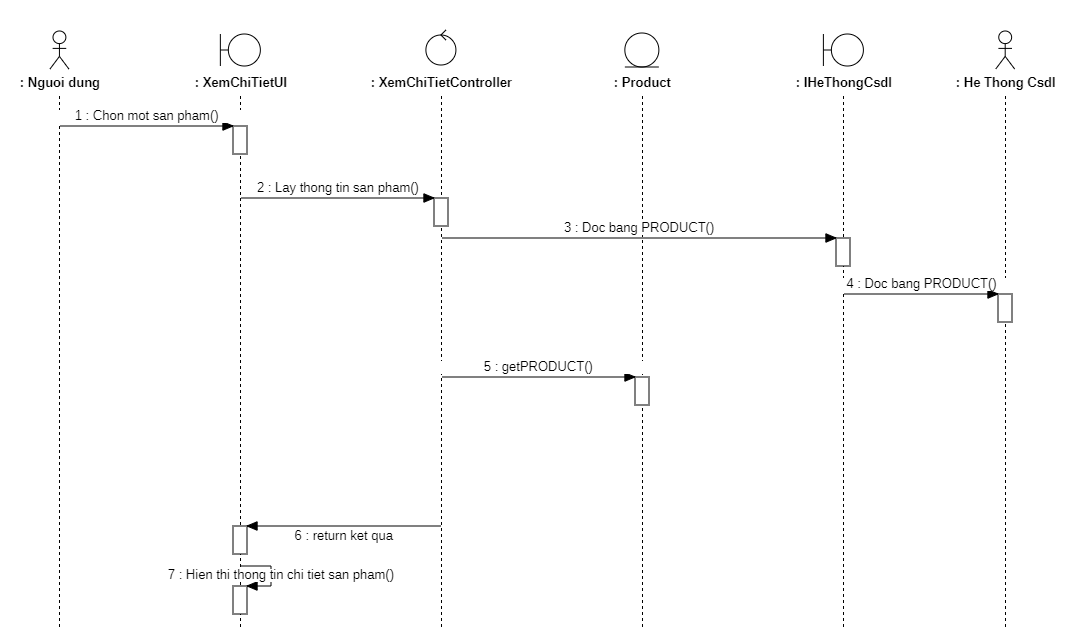 : Nguoi dung
: XemChiTietUI
: XemChiTietController
: Product
: IHeThongCsdl
: He Thong Csdl
1 : Chon mot san pham()
2 : Lay thong tin san pham()
3 : Doc bang PRODUCT()
4 : Doc bang PRODUCT()
5 : getPRODUCT()
6 : return ket qua
7 : Hien thi thong tin chi tiet san pham()